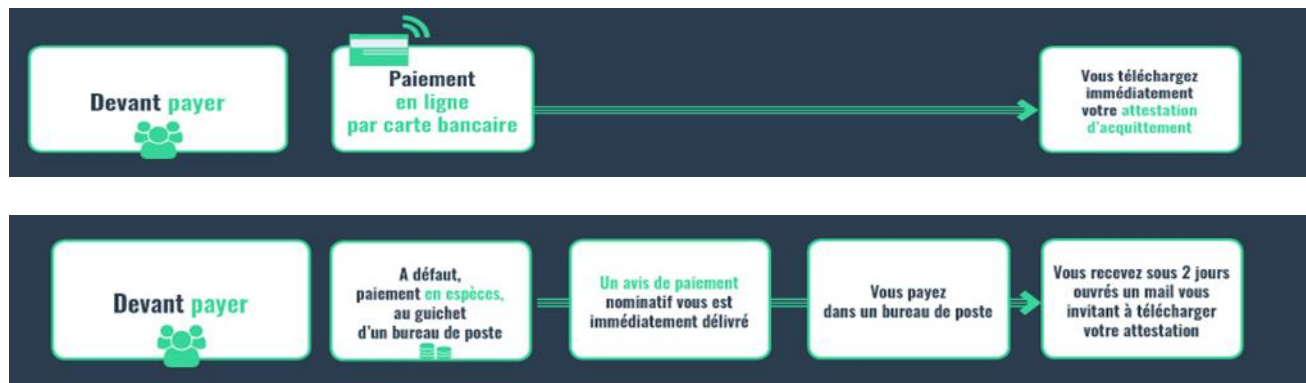 Devant payer
Paiement
en ligne
par carte bancaire
Vous téléchargez
immédiatement
votre attestation
d'acquittement
Devant payer
A défaut,
paiement en espèces,
au guichet
d'un bureau de poste
Un avis de paiement
nominatif vous est
immédiatement délivré
Vous payez
dans un bureau de poste
Vous recevez sous 2 jours
ouvrés un mail vous
invitant à télécharger
votre attestation